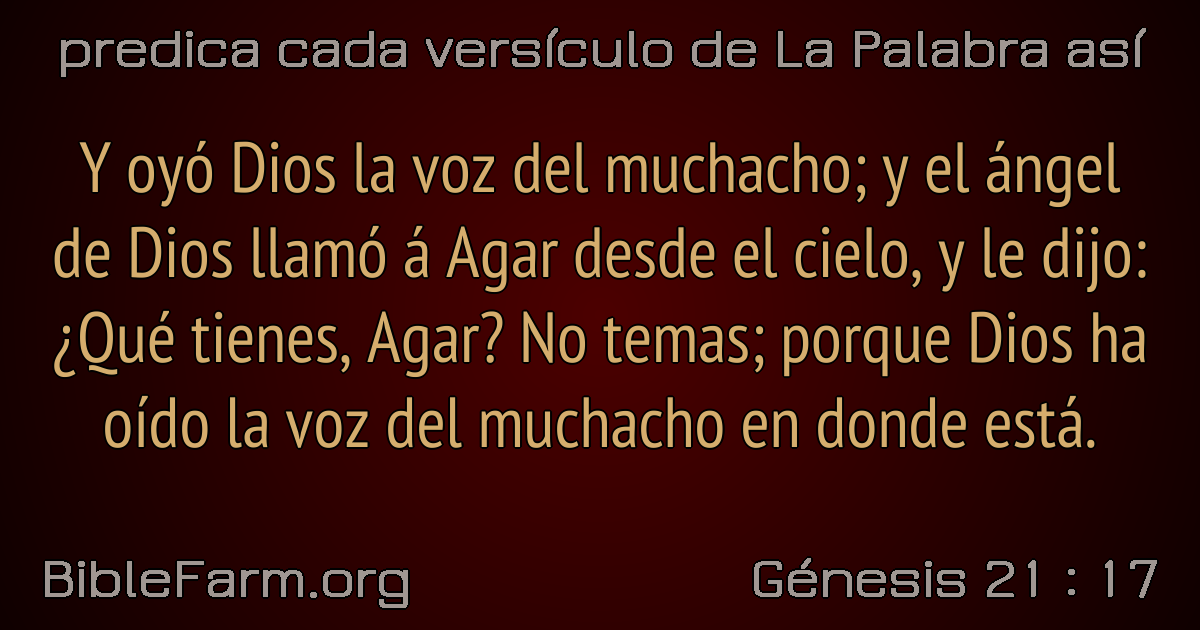 predica cada versículo de La Palabra así
Y oyó Dios la voz del muchacho; y el ángel
de Dios llamó á Agar desde el cielo, y le dijo:
¿Qué tienes, Agar? No temas; porque Dios ha
oído la voz del muchacho en donde está.
BibleFarm.org
Génesis 21 : 17